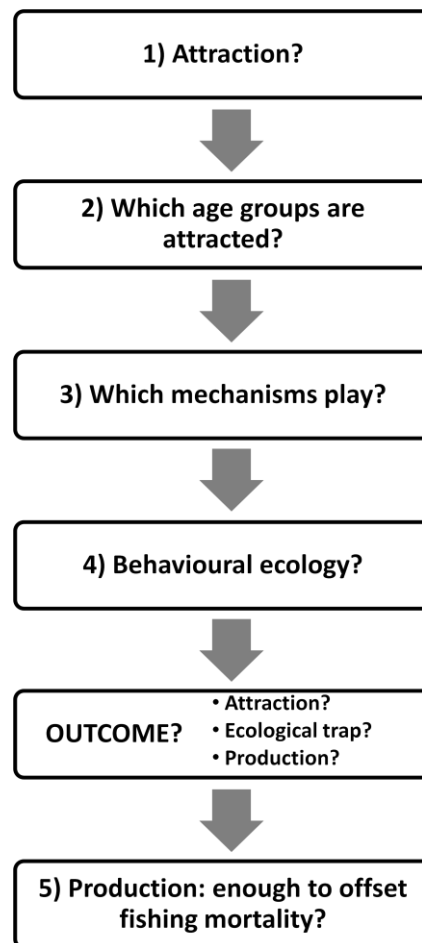 1) Attraction?
2) Which age groups are
attracted?
3) Which mechanisms play?
4) Behavioural ecology?
OUTCOME?
• Attraction?
• Ecological trap?
• Production?
5) Production: enough to offset
fishing mortality?